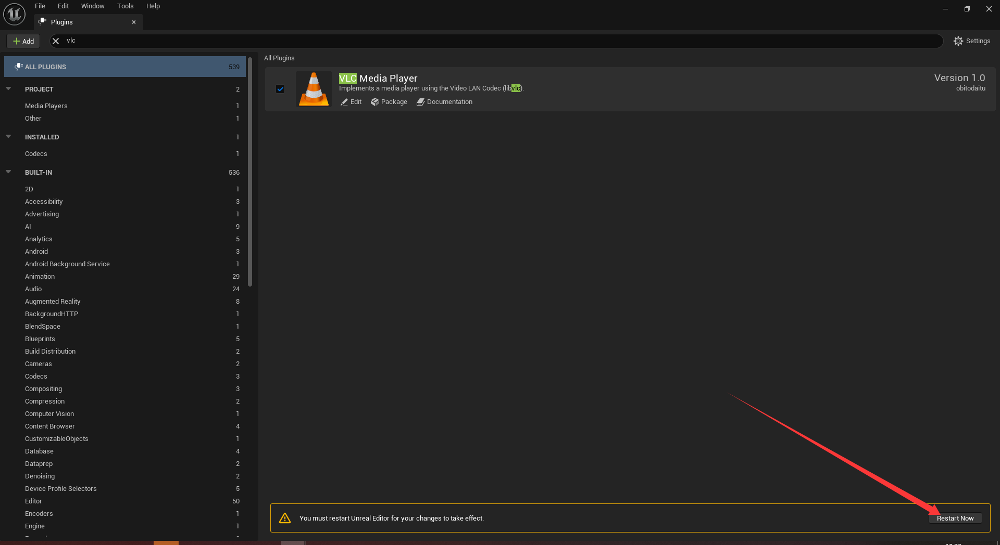 File Edit Window Tools Help
Plugins
Add
vlc
Settings
ALL PLUGINS 539
PROJECT 2
Media Players 1
Other 1
INSTALLED 1
Codecs 1
BUILT-IN 536
2D 1
Accessibility 3
Advertising 1
AI 9
Analytics 5
Android 3
Android Background Service 1
Animation 29
Audio 24
Augmented Reality 8
BackgroundHTTP 1
BlendSpace 1
Blueprints 5
Build Distribution 2
Cameras 2
Codecs 3
Compositing 3
Compression 2
Computer Vision 1
Content Browser 4
CustomizableObjects 1
Database 4
Dataprep 2
Denoising 2
Device Profile Selectors 5
Editor 50
Encoders 1
Engine 1
All Plugins
VLC Media Player
Implements a media player using the Video LAN Codec (libvlc).
Edit Package Documentation
Version 1.0
obitodaitu
You must restart Unreal Editor for your changes to take effect.
Restart Now